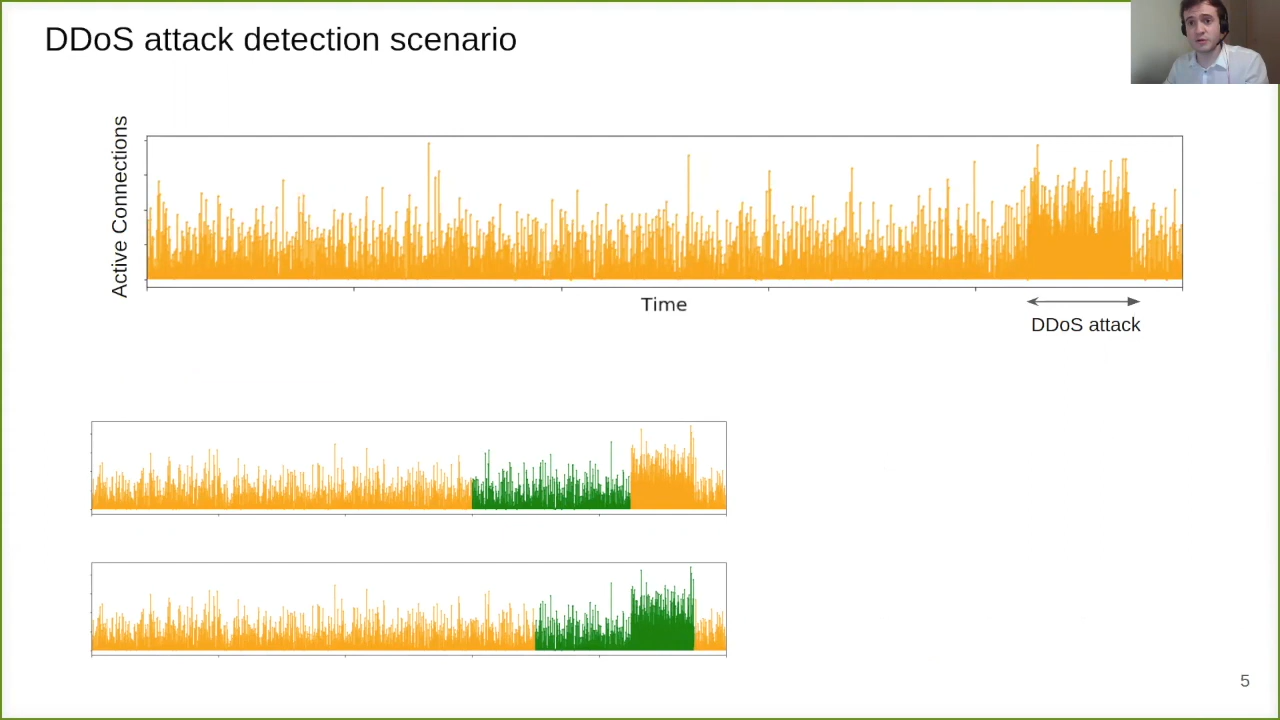 DDoS attack detection scenario
Active Connections
Time
DDoS attack
5